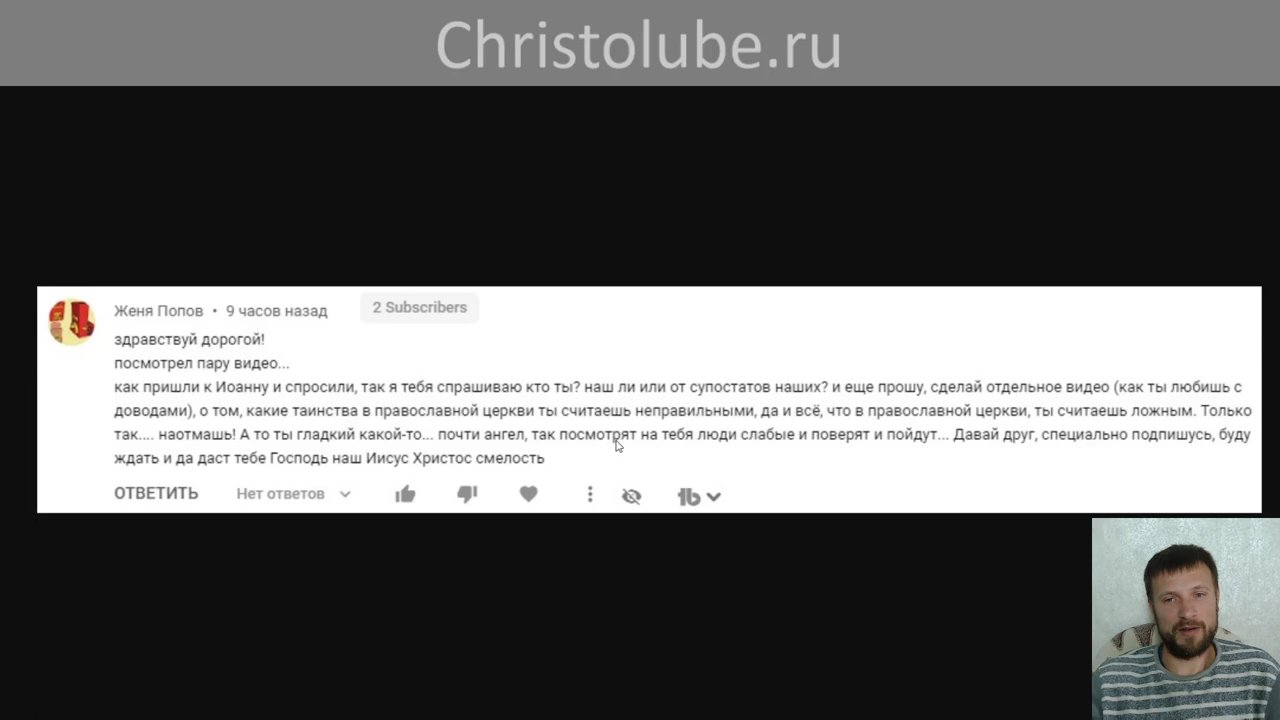 Christolube.ru
Женя Попов • 9 часов назад 2 Subscribers
здравствуй дорогой!
посмотрел пару видео...
как пришли к Иоанну и спросили, так я тебя спрашиваю кто ты? наш ли или от супостатов наших? и еще прошу, сделай отдельное видео (как ты любишь с
доводами), о том, какие таинства в православной церкви ты считаешь неправильными, да и всё, что в православной церкви, ты считаешь ложным. Только
так.... наотмашь! А то ты гладкий какой-то... почти ангел, так посмотрят на тебя люди слабые и поверят и пойдут... Давай друг, специально подпишусь, буду
ждать и да даст тебе Господь наш Иисус Христос смелость
ОТВЕТИТЬ Нет ответов